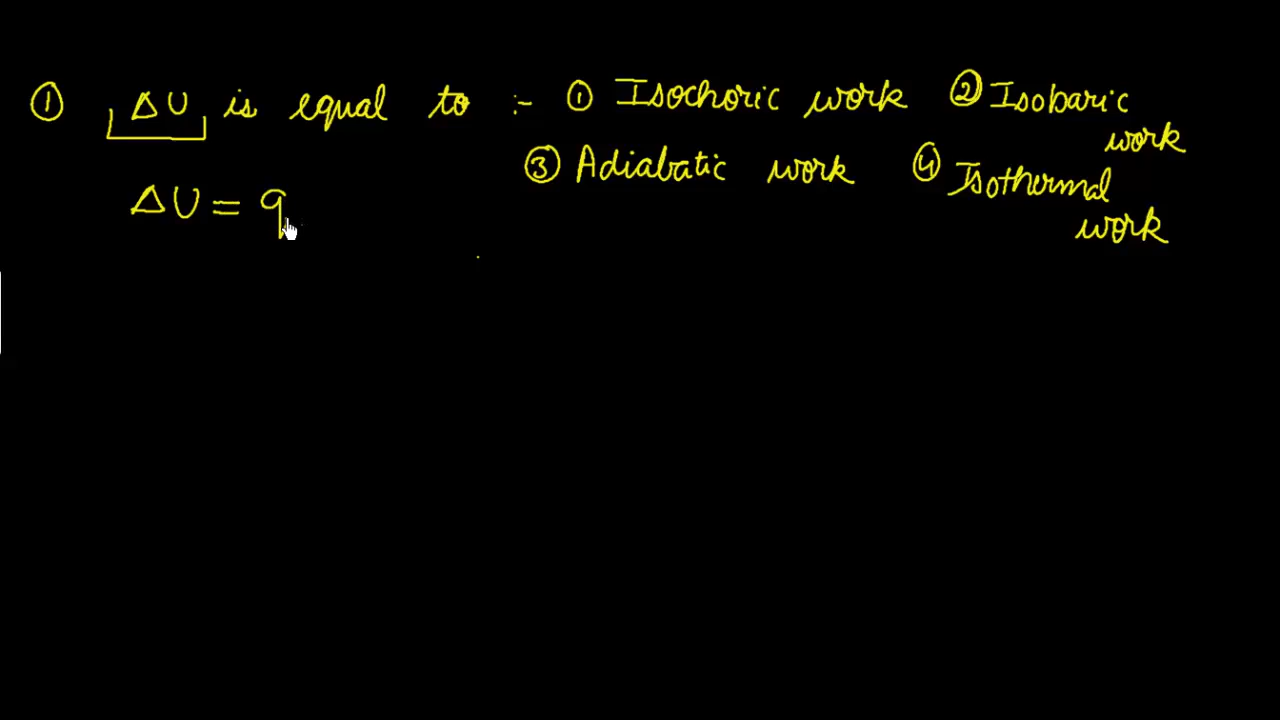 ① ΔU is equal to :- ① Isochoric work ② Isobaric work
③ Adiabatic work ④ Isothermal work
ΔU = q